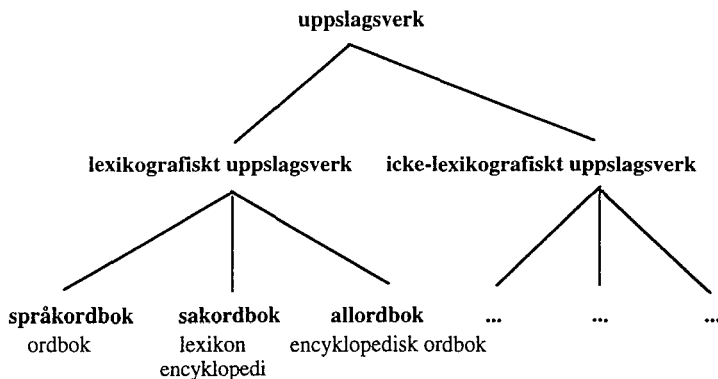 uppslagsverk
lexikografiskt uppslagsverk icke-lexikografiskt uppslagsverk
språkordbok sakordbok allordbok ... ... ...
ordbok lexikon encyklopedisk ordbok
encyklopedi